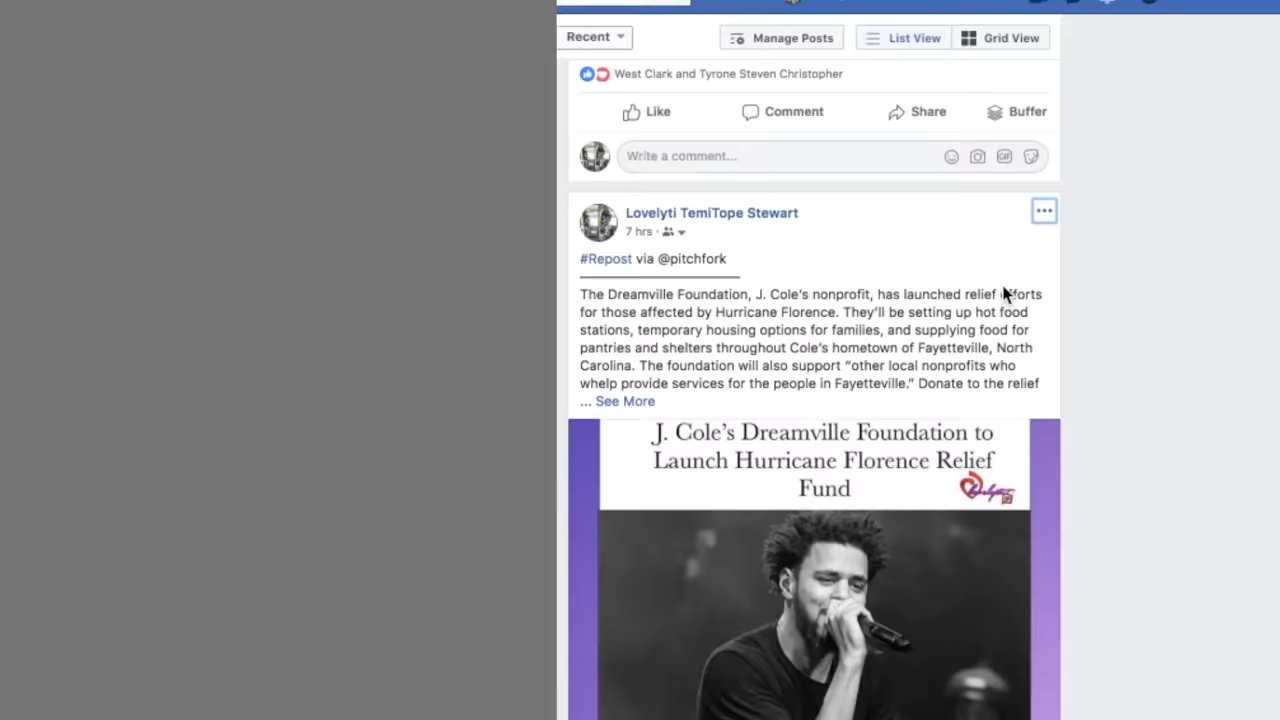 Recent
Manage Posts
List View
Grid View
West Clark and Tyrone Steven Christopher
Like
Comment
Share
Buffer
Write a comment...
GIF
Lovelyti TemiTope Stewart
7 hrs ·
#Repost via @pitchfork
The Dreamville Foundation, J. Cole's nonprofit, has launched relief efforts
for those affected by Hurricane Florence. They'll be setting up hot food
stations, temporary housing options for families, and supplying food for
pantries and shelters throughout Cole's hometown of Fayetteville, North
Carolina. The foundation will also support "other local nonprofits who
whelp provide services for the people in Fayetteville." Donate to the relief
... See More
J. Cole's Dreamville Foundation to
Launch Hurricane Florence Relief
Fund